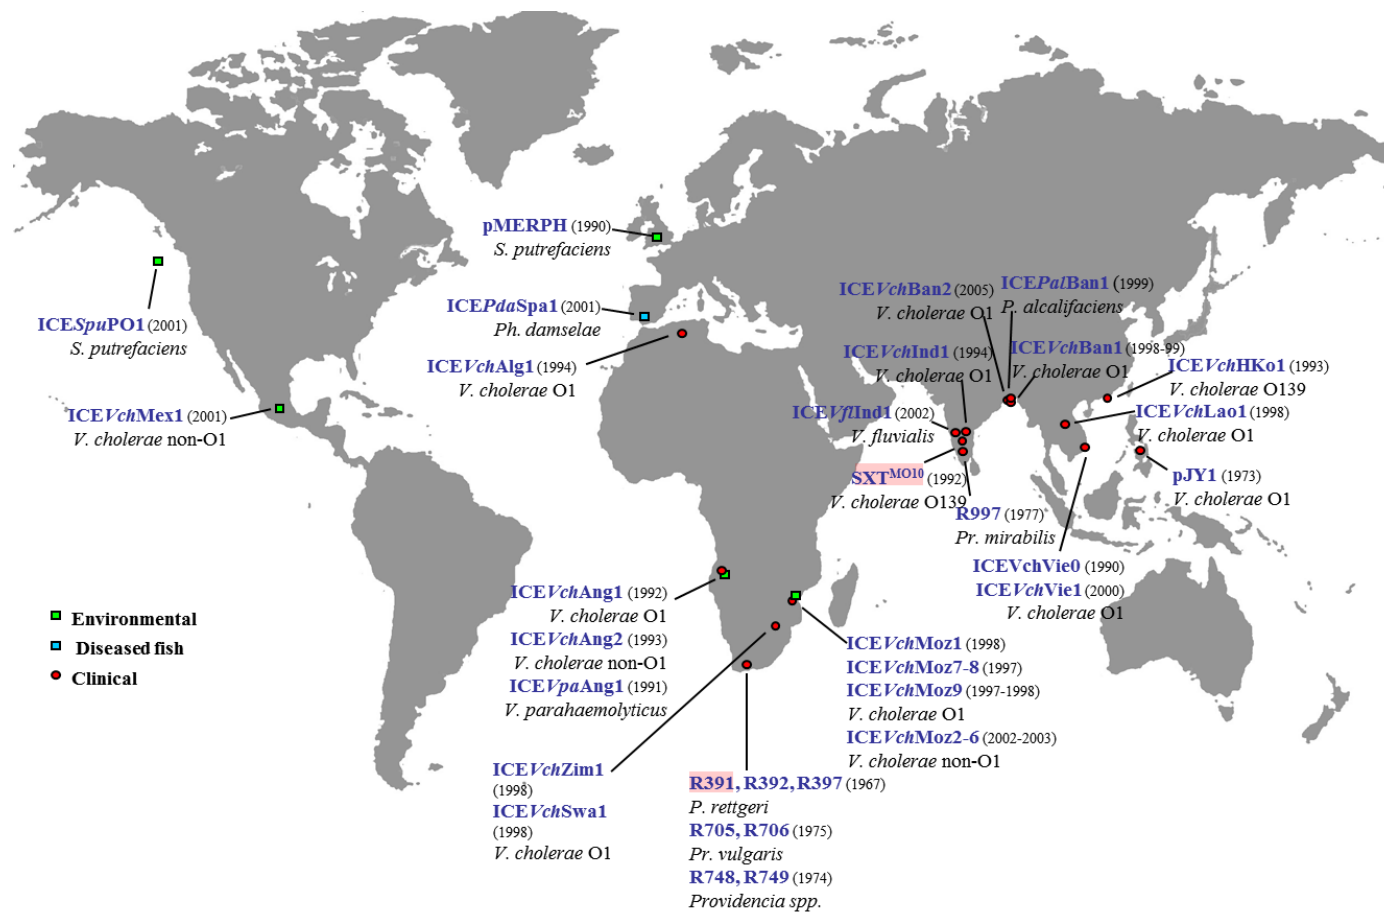 pMERPH (1990)
S. putrefaciens
ICESpuPO1 (2001)
S. putrefaciens
ICEPdaSpa1 (2001)
Ph. damselae
ICEVchAlg1 (1994)
V. cholerae O1
ICEVchMex1 (2001)
V. cholerae non-O1
ICEVchBan2 (2005)
V. cholerae O1
ICEPalBan1 (1999)
P. alcalifaciens
ICEVchInd1 (1994)
V. cholerae O1
ICEVchBan1 (1998-99)
V. cholerae O1
ICEVchHKo1 (1993)
V. cholerae O139
ICEVflInd1 (2002)
V. fluvialis
ICEVchLao1 (1998)
V. cholerae O1
SXTMO10 (1992)
V. cholerae O139
pJY1 (1973)
V. cholerae O1
R997 (1977)
Pr. mirabilis
ICEVchVie0 (1990)
ICEVchVie1 (2000)
V. cholerae O1
Environmental
Diseased fish
Clinical
ICEVchAng1 (1992)
V. cholerae O1
ICEVchAng2 (1993)
V. cholerae non-O1
ICEVpaAng1 (1991)
V. parahaemolyticus
ICEVchMoz1 (1998)
ICEVchMoz7-8 (1997)
ICEVchMoz9 (1997-1998)
V. cholerae O1
ICEVchMoz2-6 (2002-2003)
V. cholerae non-O1
ICEVchZim1
(1998)
ICEVchSwa1
(1998)
V. cholerae O1
R391, R392, R397 (1967)
P. rettgeri
R705, R706 (1975)
Pr. vulgaris
R748, R749 (1974)
Providencia spp.